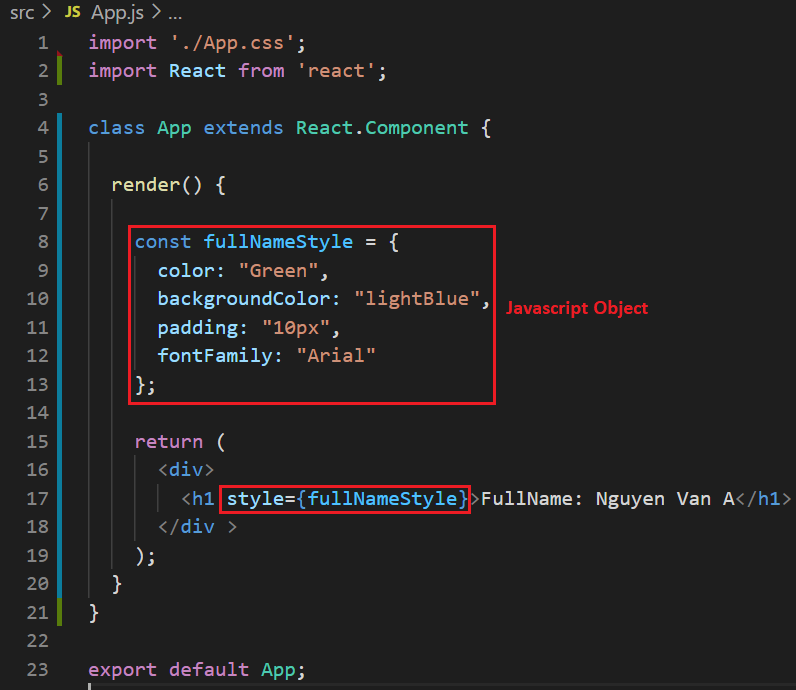 src > JS App.js > ...
1 import './App.css';
2 import React from 'react';
3
4 class App extends React.Component {
5
6   render() {
7
8     const fullNameStyle = {
9       color: "Green",
10       backgroundColor: "lightBlue",
Javascript Object
11       padding: "10px",
12       fontFamily: "Arial"
13     };
14
15     return (
16       <div>
17         <h1 style={fullNameStyle}>FullName: Nguyen Van A</h1>
18       </div >
19     );
20   }
21 }
22
23 export default App;